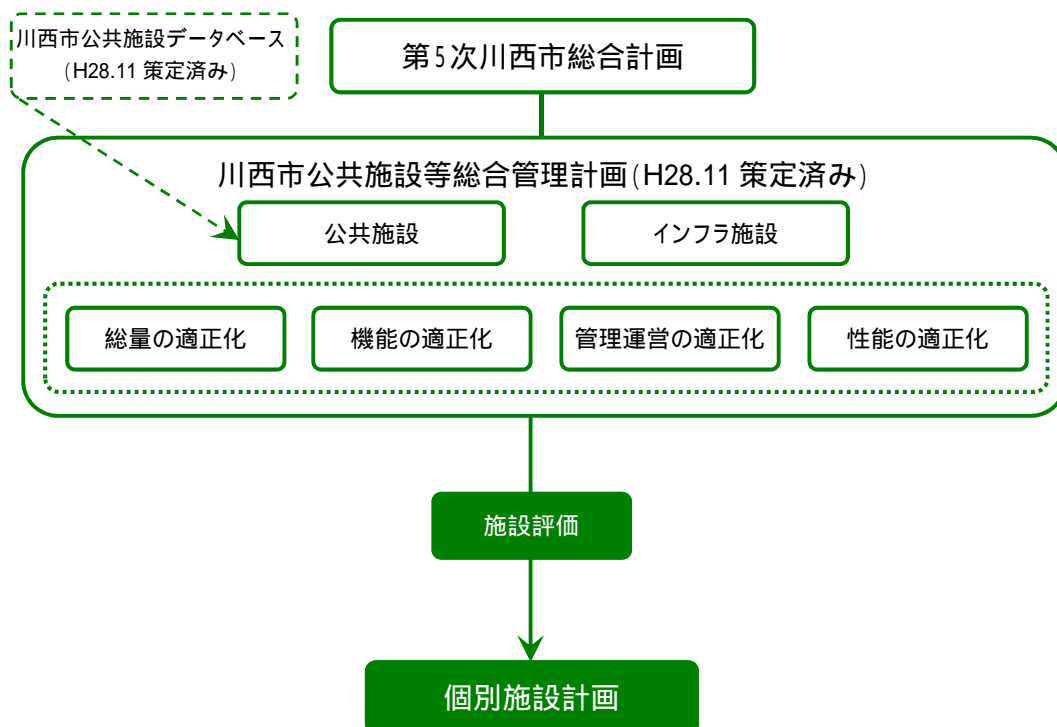 川西市公共施設データベース
(H28.11 策定済み)
第5次川西市総合計画
川西市公共施設等総合管理計画(H28.11 策定済み)
公共施設
インフラ施設
総量の適正化
機能の適正化
管理運営の適正化
性能の適正化
施設評価
個別施設計画